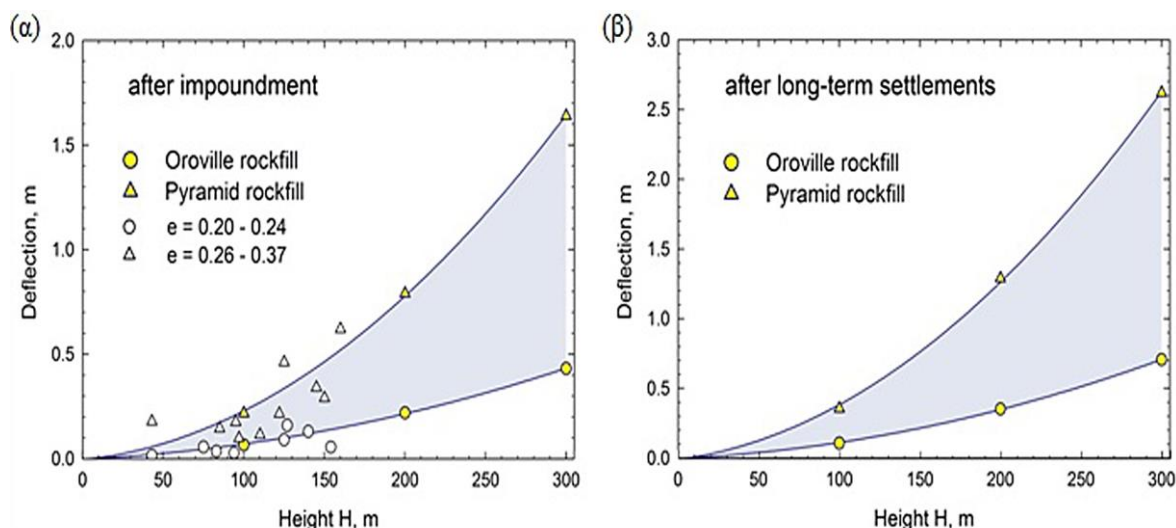 (α)
2.0
1.5
1.0
0.5
0.0
Deflection, m
after impoundment
Oroville rockfill
Pyramid rockfill
e = 0.20 - 0.24
e = 0.26 - 0.37
0 50 100 150 200 250 300
Height H, m
(β)
3.0
2.5
2.0
1.5
1.0
0.5
0.0
Deflection, m
after long-term settlements
Oroville rockfill
Pyramid rockfill
0 50 100 150 200 250 300
Height H, m